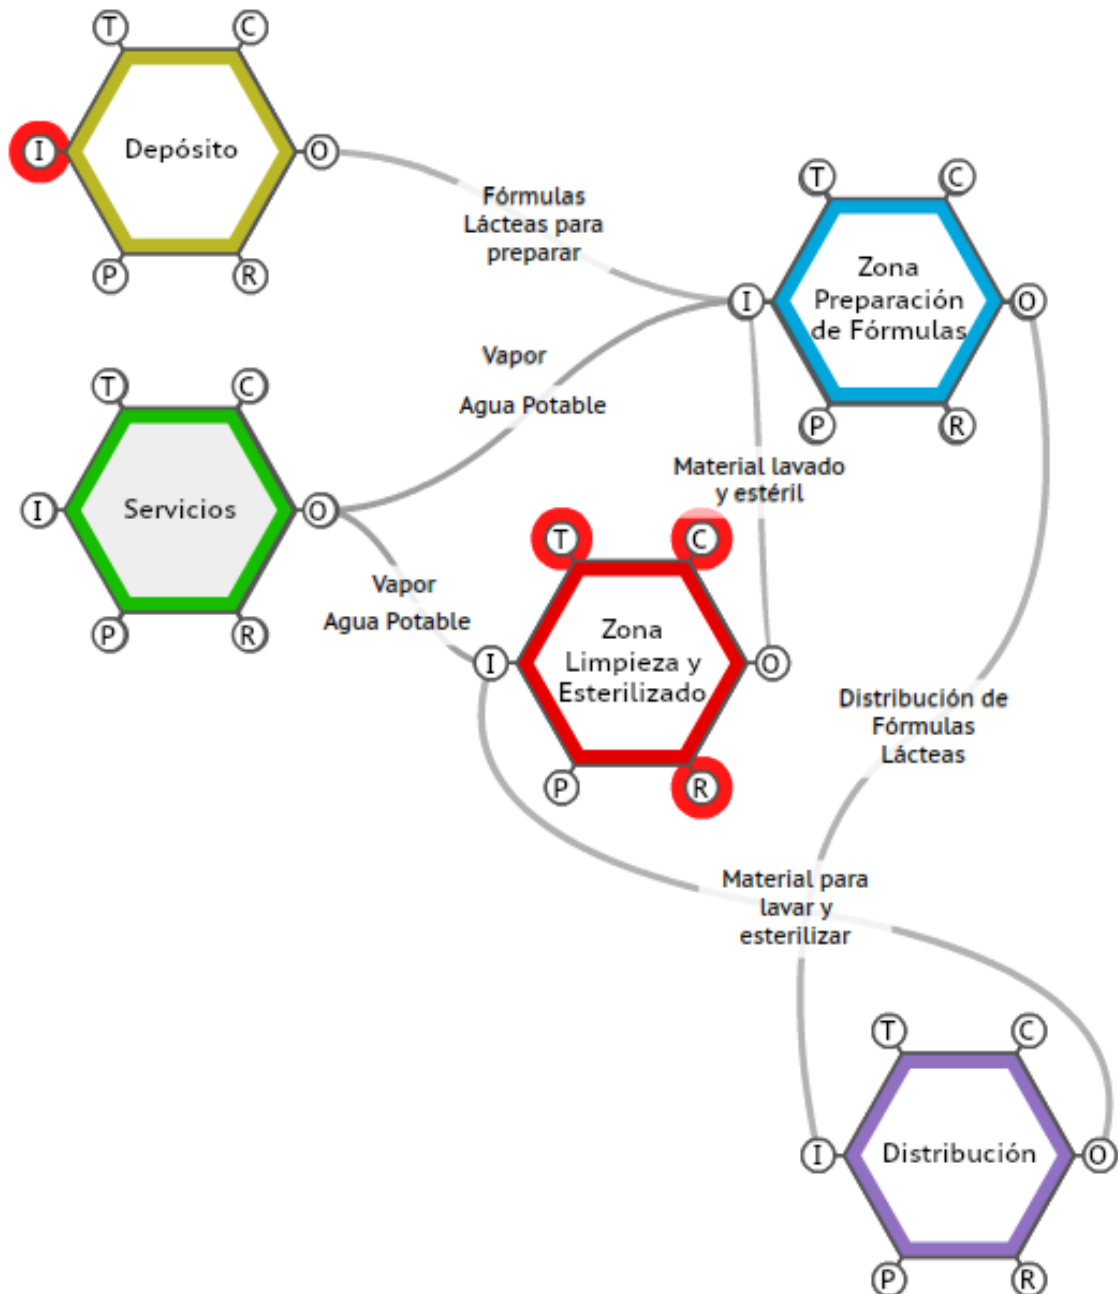 T
C
I
Depósito
O
P
R
Fórmulas
Lácteas para
preparar
T
C
I
Zona
Preparación
de Fórmulas
O
P
R
Vapor
Agua Potable
T
C
I
Servicios
O
P
R
Material lavado
y estéril
Vapor
Agua Potable
T
C
I
Zona
Limpieza y
Esterilizado
O
P
R
Distribución de
Fórmulas
Lácteas
Material para
lavar y
esterilizar
T
C
I
Distribución
O
P
R